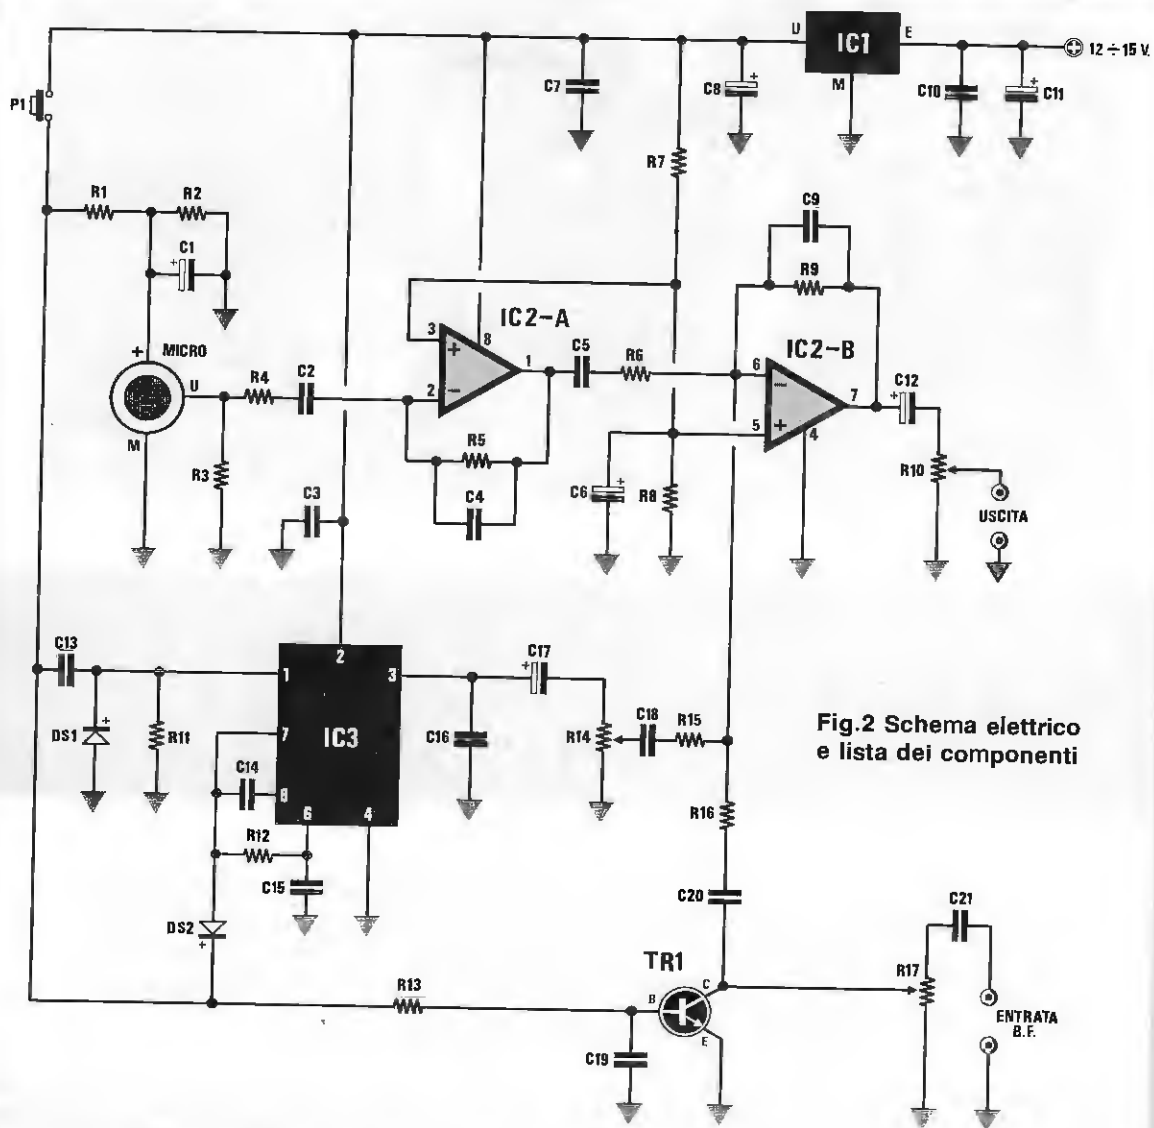 U
IC1
E
12 ÷ 15 V.
M
P1
C7
C8
+
C10
+
C11
R7
R1
R2
C9
C1
+
R9
IC2-A
3
8
+
MICRO
+
C5
R6
IC2-B
1
6
C2
R4
U
2
7
+
C12
5
4
R5
M
+
R10
R3
C6
R8
C4
C3
USCITA
C13
2
C17
+
1
3
Fig.2 Schema elettrico
e lista dei componenti
C18
R15
DS1
+
R11
7
IC3
C16
R14
C14
8
6
4
R16
R12
C15
C20
C21
DS2
+
TR1
R13
C
R17
B
ENTRATA
B.F.
E
C19